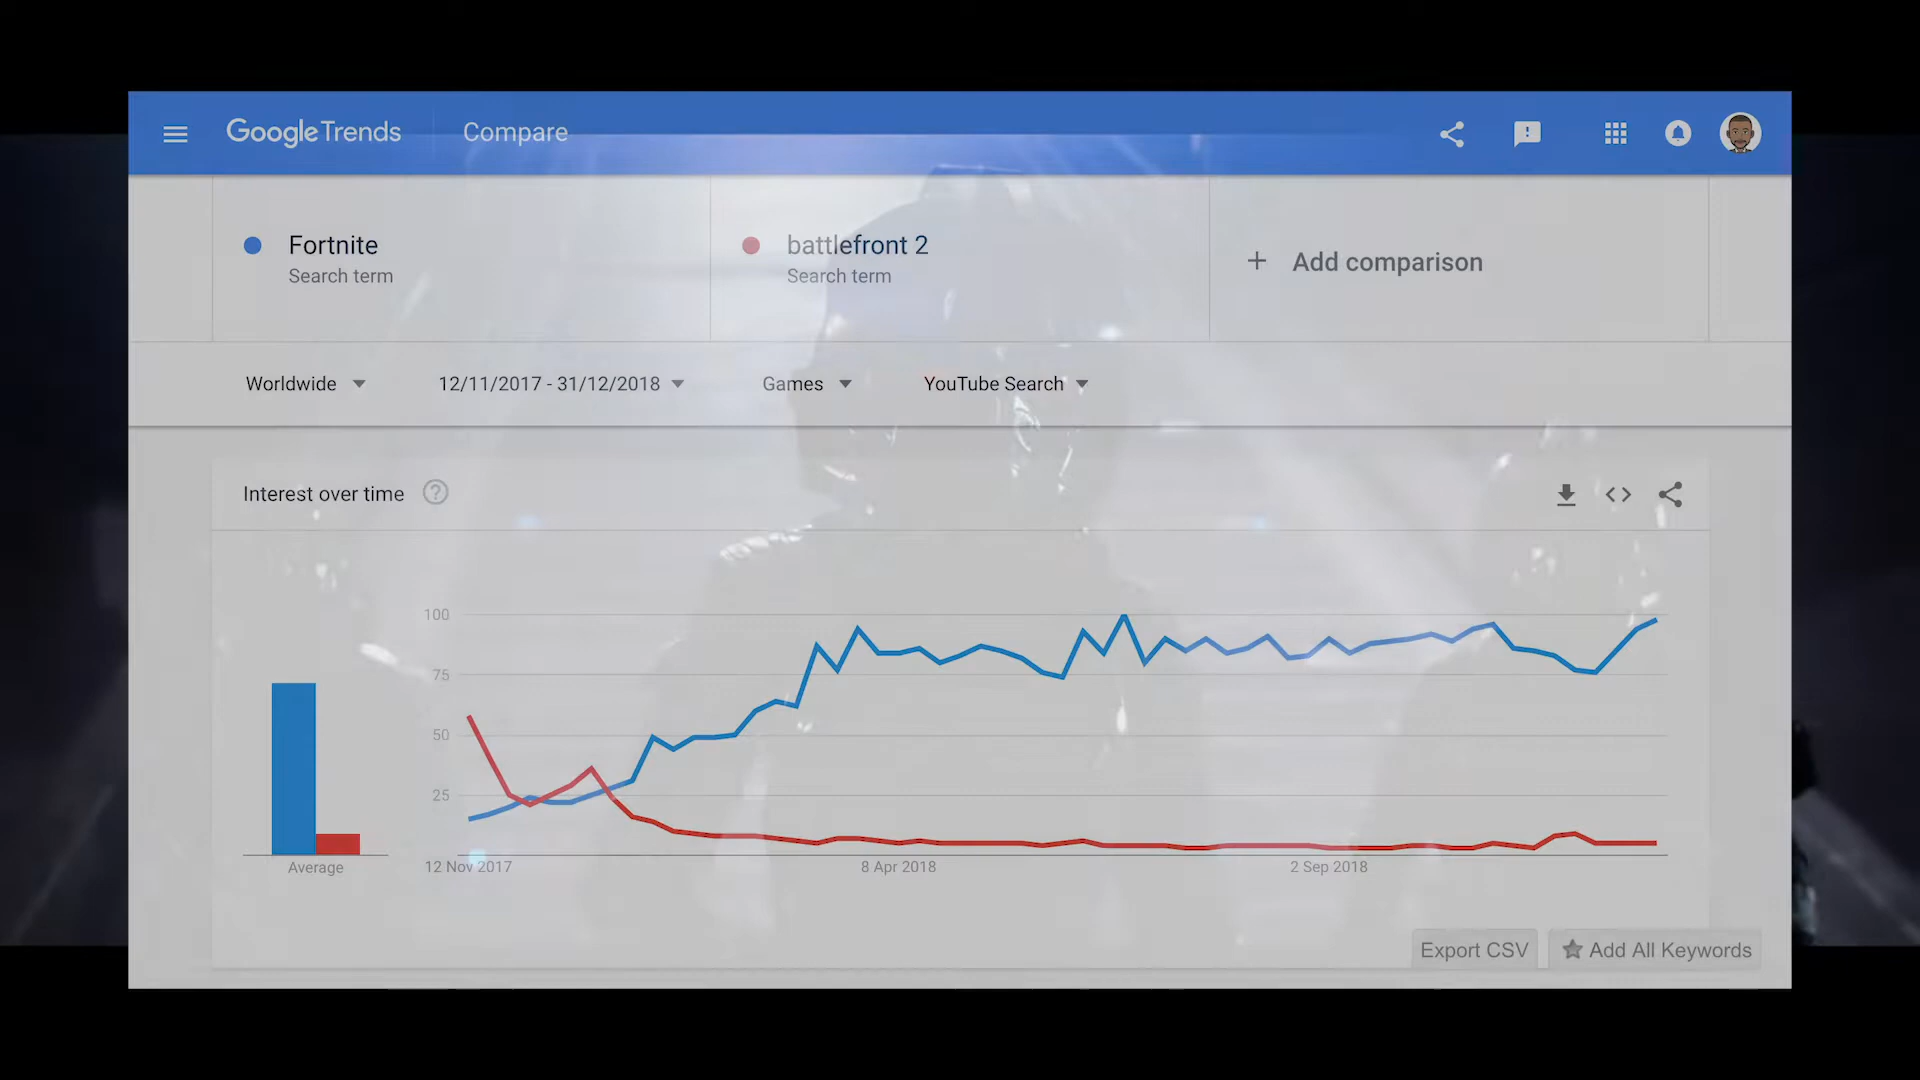 Google Trends Compare
Fortnite
Search term
battlefront 2
Search term
+ Add comparison
Worldwide 12/11/2017 - 31/12/2018 Games YouTube Search
Interest over time ?
100
75
50
25
Average
12 Nov 2017 8 Apr 2018 2 Sep 2018
Export CSV Add All Keywords